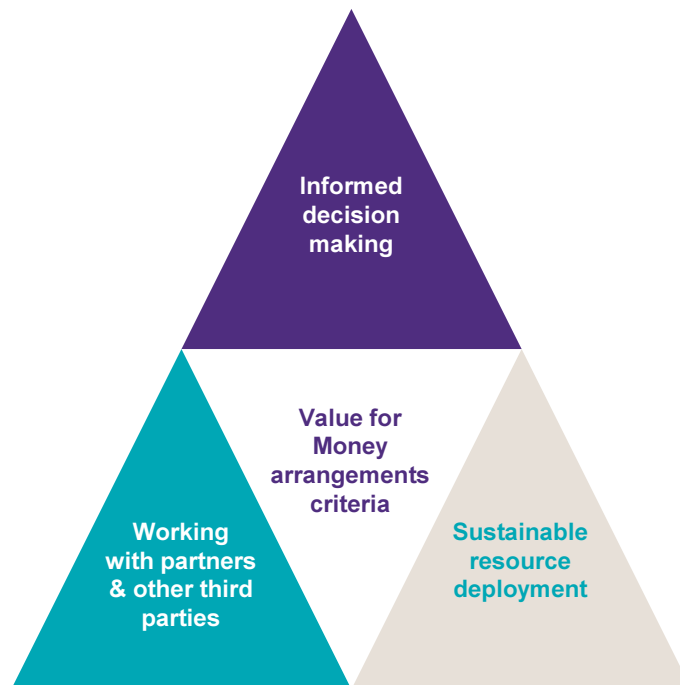 Informed
decision
making
Value for
Money
arrangements
criteria
Working
with partners
& other third
parties
Sustainable
resource
deployment